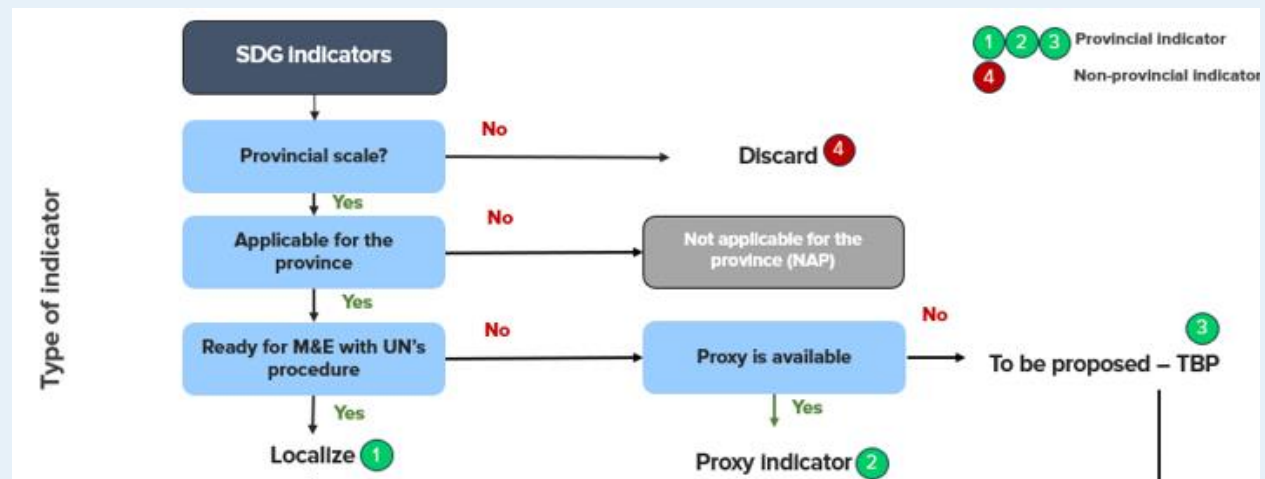 SDG Indicators
1 2 3 Provincial indicator
4 Non-provincial indicator
Type of indicator
Provincial scale?
No
Discard 4
Yes
Applicable for the
province
No
Not applicable for the
province (NAP)
Yes
Ready for M&E with UN's
procedure
No
Proxy is available
No
3
To be proposed – TBP
Yes
Localize 1
Yes
Proxy indicator 2